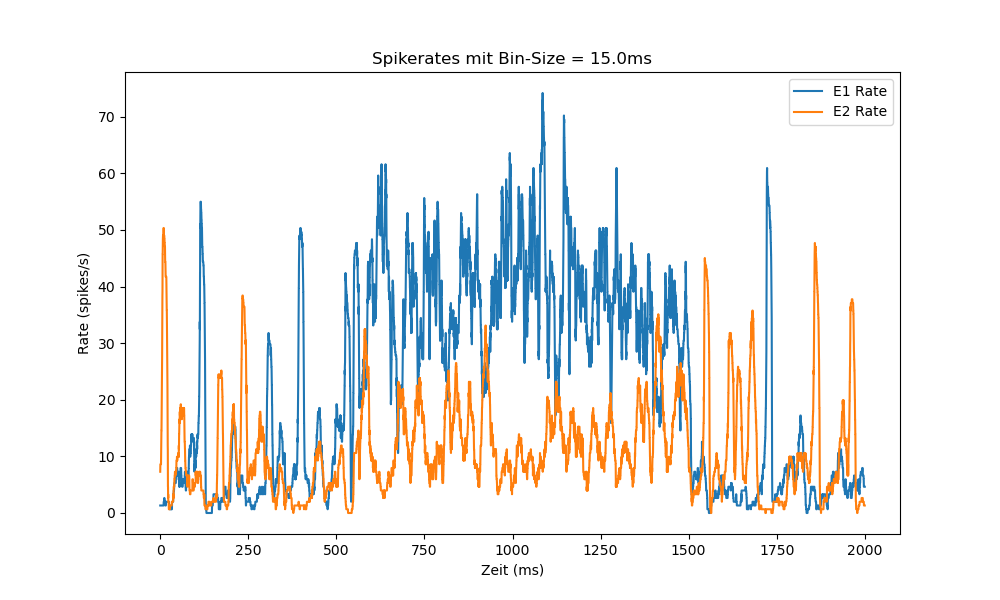 Spikerates mit Bin-Size = 15.0ms
E1 Rate
E2 Rate
Rate (spikes/s)
70
60
50
40
30
20
10
0
0 250 500 750 1000 1250 1500 1750 2000
Zeit (ms)